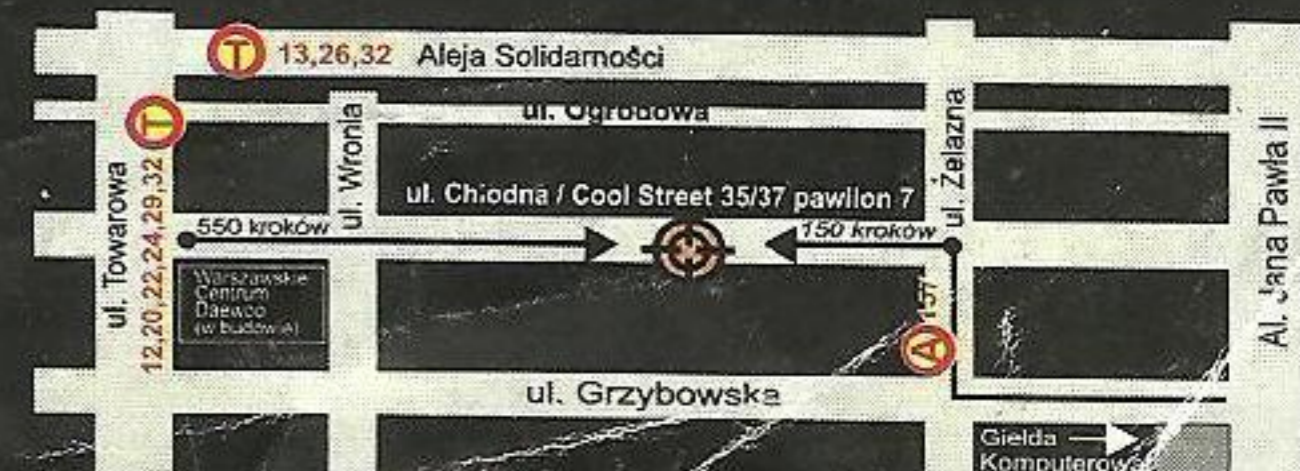 T 13,26,32 Aleja Solidarności
T
ul. Ogrodowa
ul. Towarowa
12,20,22,24,29,32
ul. Wronia
ul. Żelazna
Al. Jana Pawła II
ul. Chłodna / Cool Street 35/37 pawilon 7
550 kroków
150 kroków
Warszawskie
Centrum
Daewoo
(w budowie)
157
A
ul. Grzybowska
Giełda
Komputerowa